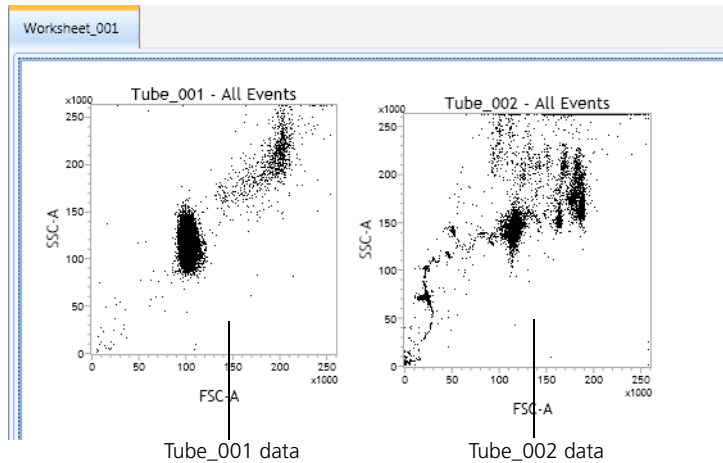 Worksheet_001
Tube_001 - All Events
x1000
250
200
150
100
50
0
SSC-A
0 50 100 150 200 250
x1000
FSC-A
Tube_001 data
Tube_002 - All Events
x1000
250
200
150
100
50
0
SSC-A
0 50 100 150 200 250
x1000
FSC-A
Tube_002 data